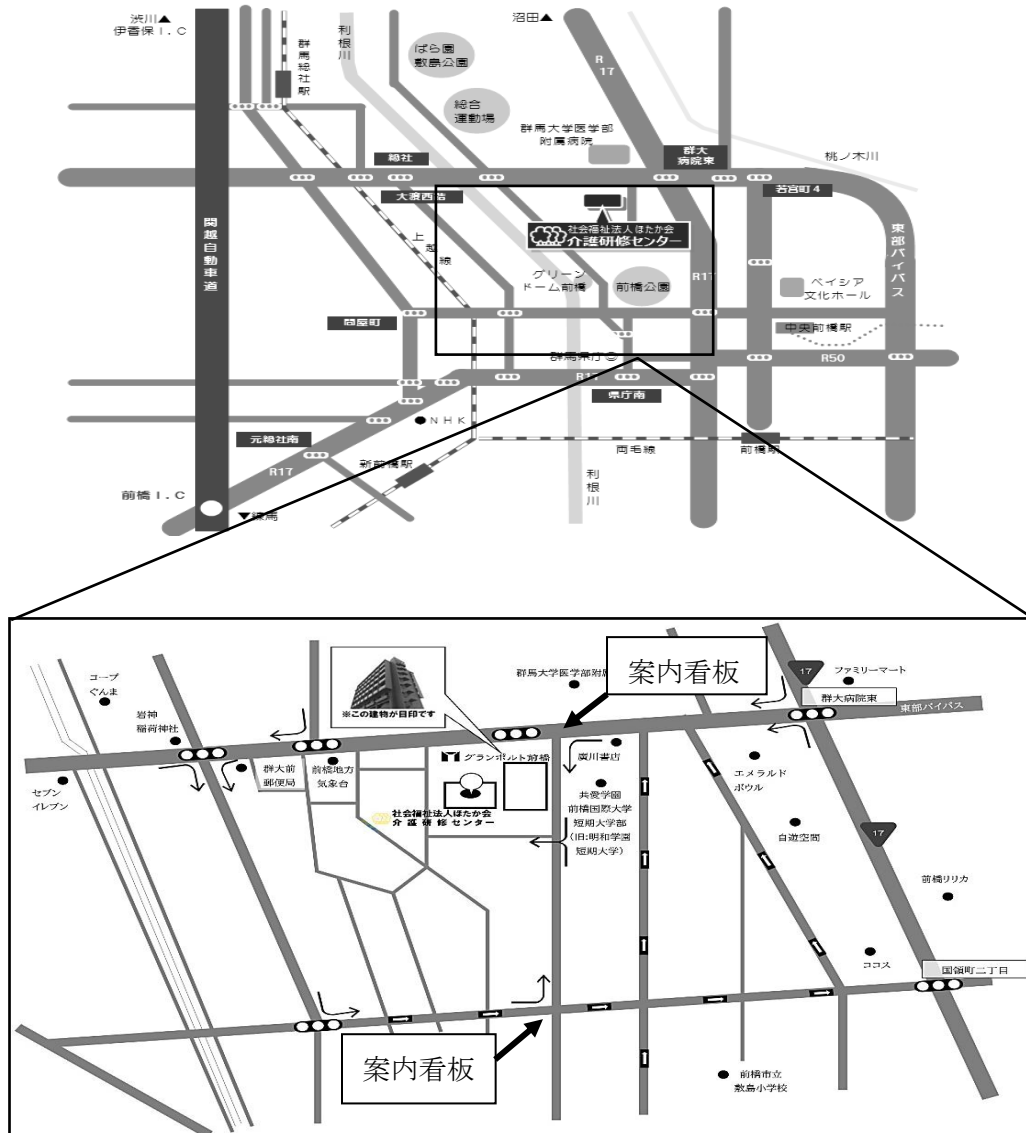 渋川▲
伊香保I.C
群馬総社駅
利根川
ばら園
敷島公園
総合
運動場
沼田▲
R17
群馬大学医学部
附属病院
群大
病院東
桃ノ木川
総社
大渡西詰
若宮町4
関越自動車道
上越線
社会福祉法人ほたか会
介護研修センター
東部バイパス
グリーン
ドーム前橋
前橋公園
R17
ベイシア
文化ホール
問屋町
中央前橋駅
群馬県庁◎
R50
R17
県庁南
NHK
元総社南
新前橋駅
両毛線
前橋駅
R17
前橋I.C
▼練馬
利根川
コープ
ぐんま
岩神
稲荷神社
※この建物が目印です
群馬大学医学部附
案内看板
17
ファミリーマート
群大病院東
東部バイパス
セブン
イレブン
群大前
郵便局
前橋地方
気象台
グランポルト前橋
廣川書店
エメラルド
ボウル
社会福祉法人ほたか会
介護研修センター
共愛学園
前橋国際大学
短期大学部
(旧:明和学園
短期大学)
自遊空間
17
前橋リリカ
ココス
国領町二丁目
案内看板
前橋市立
敷島小学校